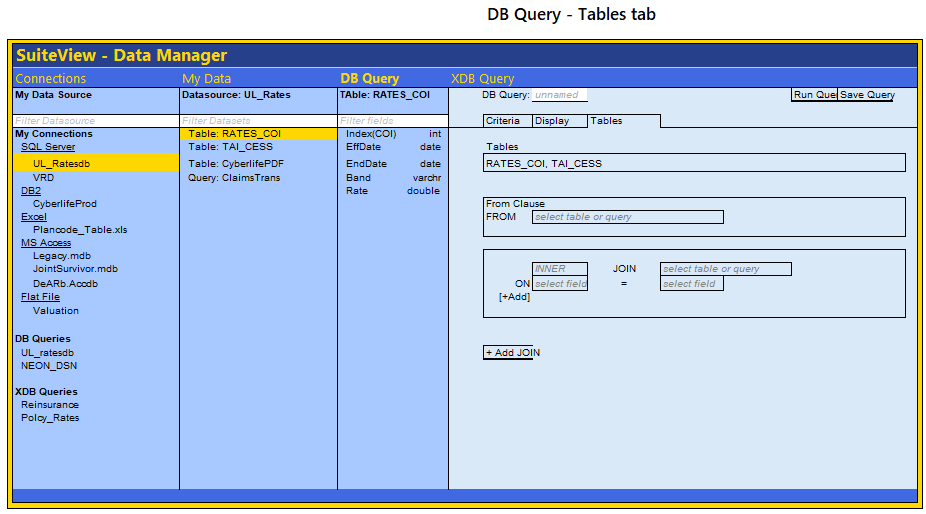 DB Query - Tables tab
SuiteView - Data Manager
Connections My Data DB Query XDB Query
My Data Source Datasource: UL_Rates TAble: RATES_COI DB Query: unnamed Run Que Save Query
Filter Datasource Filter Datasets Filter fields Criteria Display Tables
My Connections Table: RATES_COI Index(COI) int
SQL Server Table: TAI_CESS EffDate date Tables
UL_Ratesdb Table: CyberlifePDF EndDate date RATES_COI, TAI_CESS
VRD Query: ClaimsTrans Band varchr
DB2 Rate double
CyberlifeProd From Clause
Excel FROM select table or query
Plancode_Table.xls
MS Access
Legacy.mdb
JointSurvivor.mdb INNER JOIN select table or query
DeARb.Accdb ON select field = select field
Flat File [+Add]
Valuation
DB Queries
UL_ratesdb + Add JOIN
NEON_DSN
XDB Queries
Reinsurance
Polcy_Rates